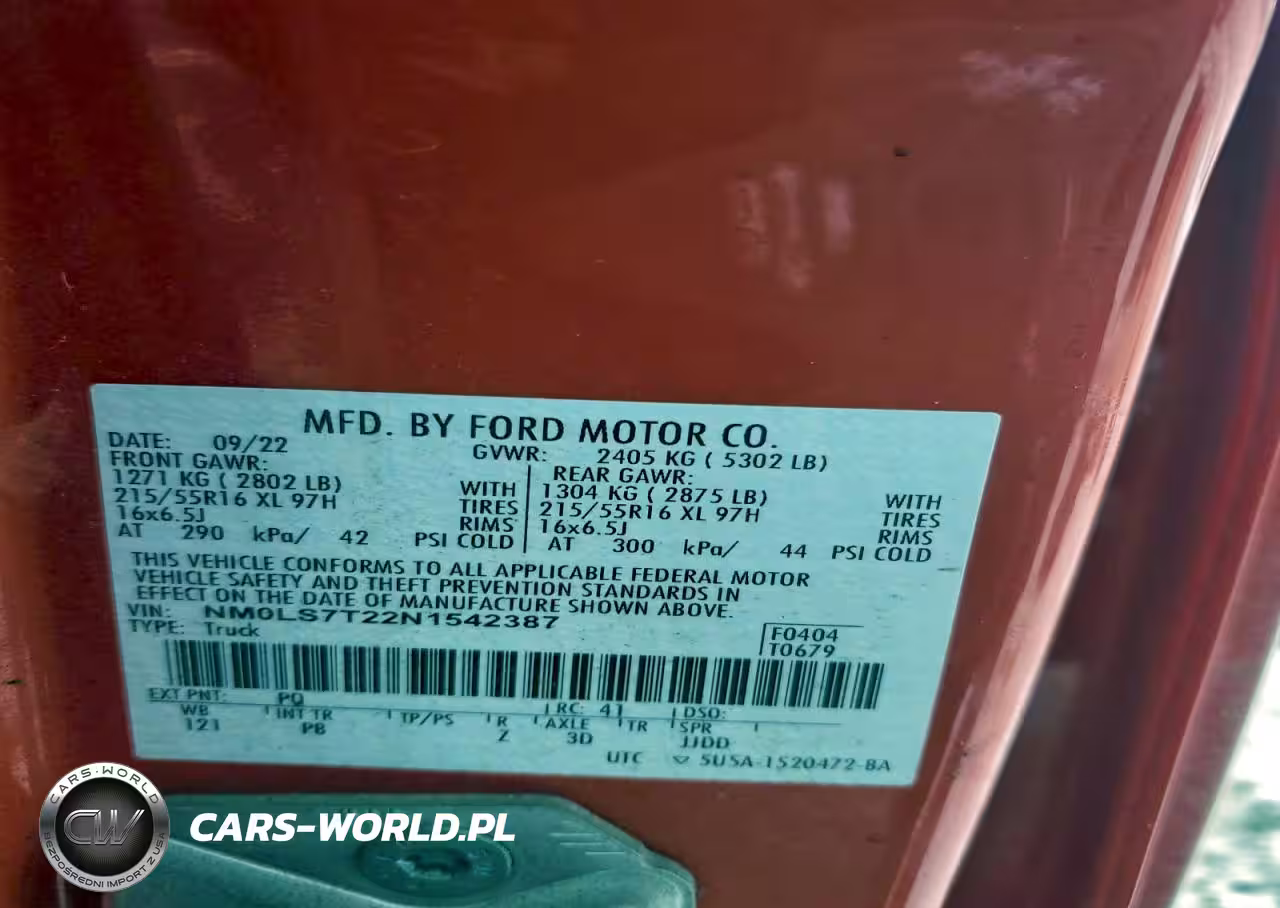 MFD. BY FORD MOTOR CO.
DATE: 09/22 GVWR: 2405 KG ( 5302 LB)
FRONT GAWR: REAR GAWR:
1271 KG ( 2802 LB) WITH 1304 KG ( 2875 LB) WITH
215/55R16 XL 97H TIRES 215/55R16 XL 97H TIRES
16x6.5J RIMS 16x6.5J RIMS
AT 290 kPa/ 42 PSI COLD AT 300 kPa/ 44 PSI COLD
THIS VEHICLE CONFORMS TO ALL APPLICABLE FEDERAL MOTOR
VEHICLE SAFETY AND THEFT PREVENTION STANDARDS IN
EFFECT ON THE DATE OF MANUFACTURE SHOWN ABOVE.
VIN: NM0LS7T22N1542387
TYPE: Truck
F0404
T0679
EXT PNT: PQ RC: 41 DSO:
WB INT TR TP/PS R AXLE TR SPR
121 PB Z 3D JJDD
UTC 5USA-1520472-BA
CARS-WORLD
CW
BEZPOŚREDNI IMPORT Z USA
CARS-WORLD.PL